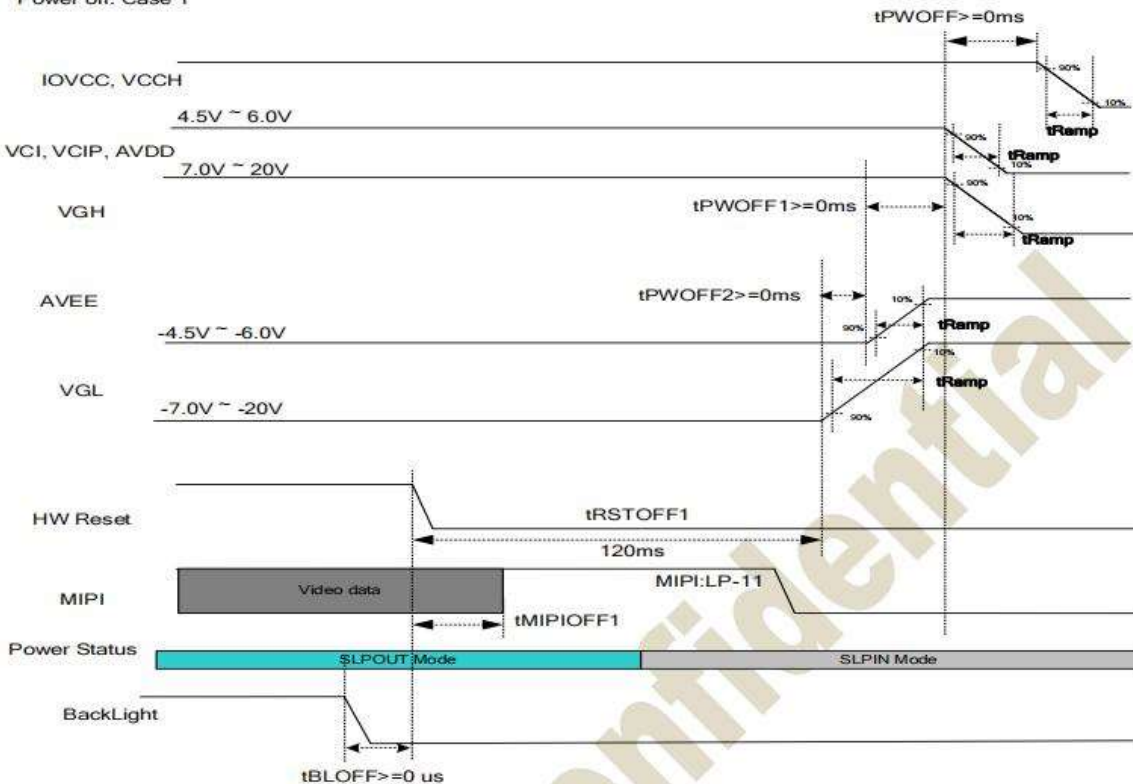 Power off: Case 1
tPWOFF>=0ms
IOVCC, VCCH
90%
10%
tRamp
4.5V ~ 6.0V
VCI, VCIP, AVDD
90%
10%
tRamp
7.0V ~ 20V
VGH
tPWOFF1>=0ms
90%
10%
tRamp
AVEE
tPWOFF2>=0ms
10%
90%
tRamp
-4.5V ~ -6.0V
VGL
10%
tRamp
90%
-7.0V ~ -20V
HW Reset
tRSTOFF1
120ms
MIPI
Video data
MIPI:LP-11
tMIPIOFF1
Power Status
SLPOUT Mode
SLPIN Mode
BackLight
tBLOFF>=0 us